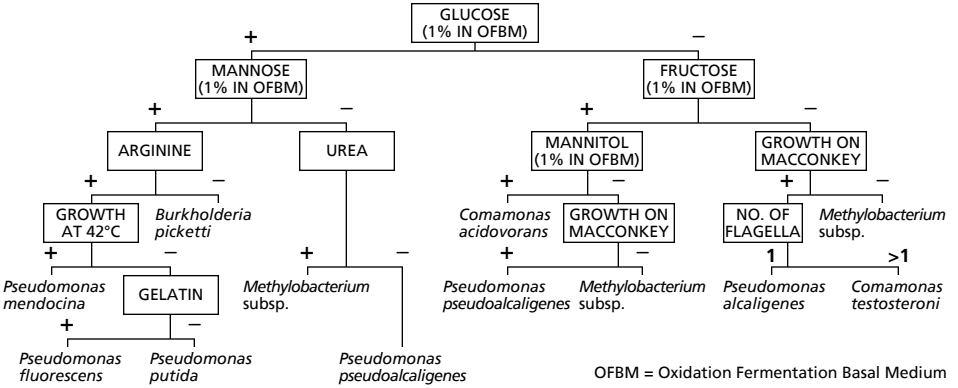 GLUCOSE
(1% IN OFBM)
+
–
MANNOSE
(1% IN OFBM)
FRUCTOSE
(1% IN OFBM)
+
–
+
–
ARGININE
UREA
MANNITOL
(1% IN OFBM)
GROWTH ON
MACCONKEY
+
–
+
–
+
–
GROWTH
AT 42°C
Burkholderia
picketti
Comamonas
acidovorans
GROWTH ON
MACCONKEY
NO. OF
FLAGELLA
Methylobacterium
subsp.
+
–
+
–
+
–
1
>1
Pseudomonas
mendocina
GELATIN
Methylobacterium
subsp.
Pseudomonas
pseudoalcaligenes
Methylobacterium
subsp.
Pseudomonas
alcaligenes
Comamonas
testosteroni
+
–
Pseudomonas
fluorescens
Pseudomonas
putida
Pseudomonas
pseudoalcaligenes
OFBM = Oxidation Fermentation Basal Medium